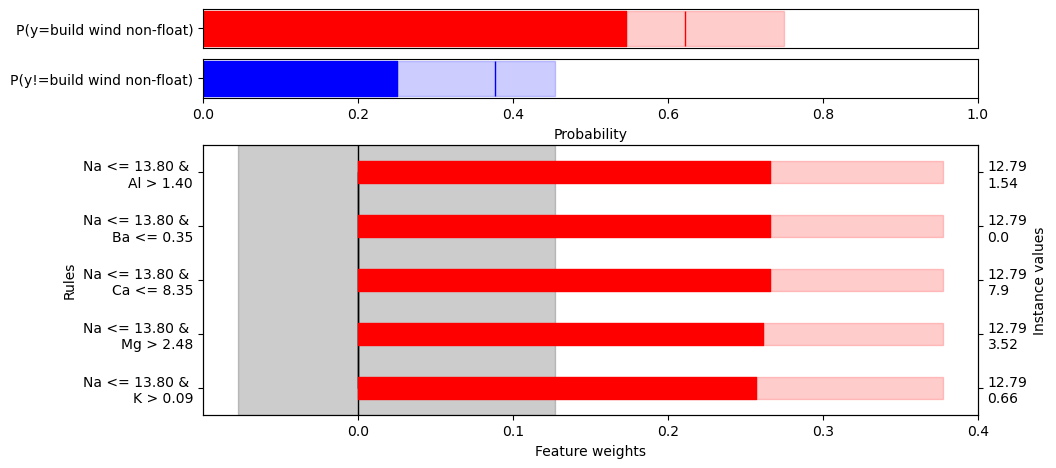 P(y=build wind non-float)
P(y!=build wind non-float)
0.0 0.2 0.4 0.6 0.8 1.0
Probability
Na <= 13.80 &
Al > 1.40
12.79
1.54
Na <= 13.80 &
Ba <= 0.35
12.79
0.0
Na <= 13.80 &
Ca <= 8.35
12.79
7.9
Na <= 13.80 &
Mg > 2.48
12.79
3.52
Na <= 13.80 &
K > 0.09
12.79
0.66
Rules
Instance values
0.0 0.1 0.2 0.3 0.4
Feature weights